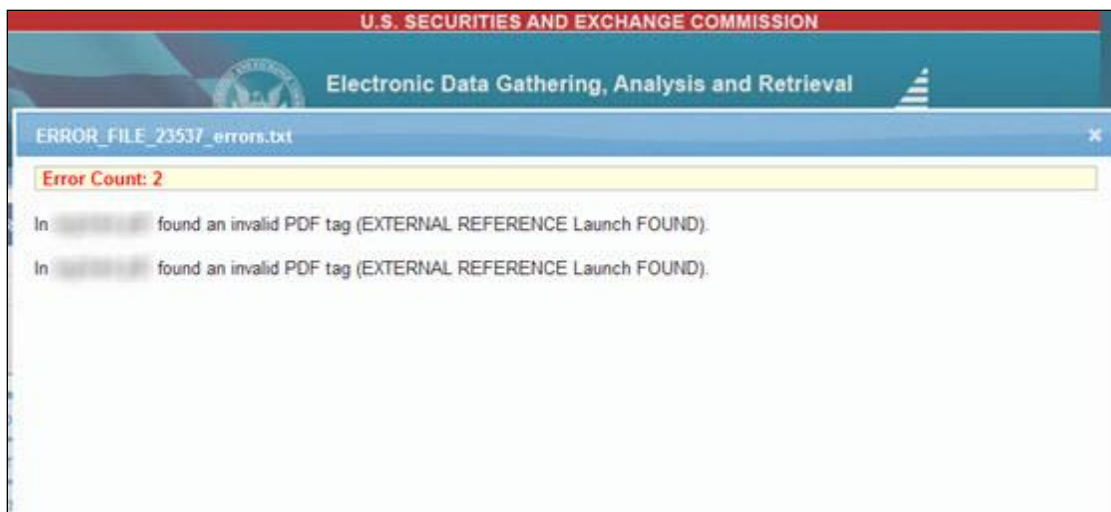 U.S. SECURITIES AND EXCHANGE COMMISSION
Electronic Data Gathering, Analysis and Retrieval
ERROR_FILE_23537_errors.txt
Error Count: 2
In found an invalid PDF tag (EXTERNAL REFERENCE Launch FOUND).
In found an invalid PDF tag (EXTERNAL REFERENCE Launch FOUND).